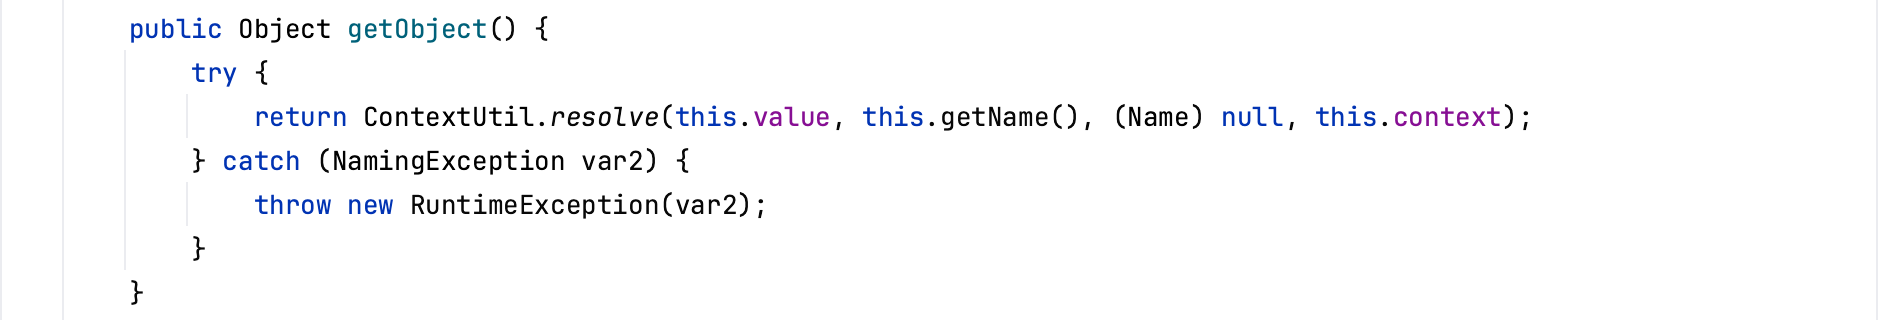 public Object getObject() {
    try {
        return ContextUtil.resolve(this.value, this.getName(), (Name) null, this.context);
    } catch (NamingException var2) {
        throw new RuntimeException(var2);
    }
}